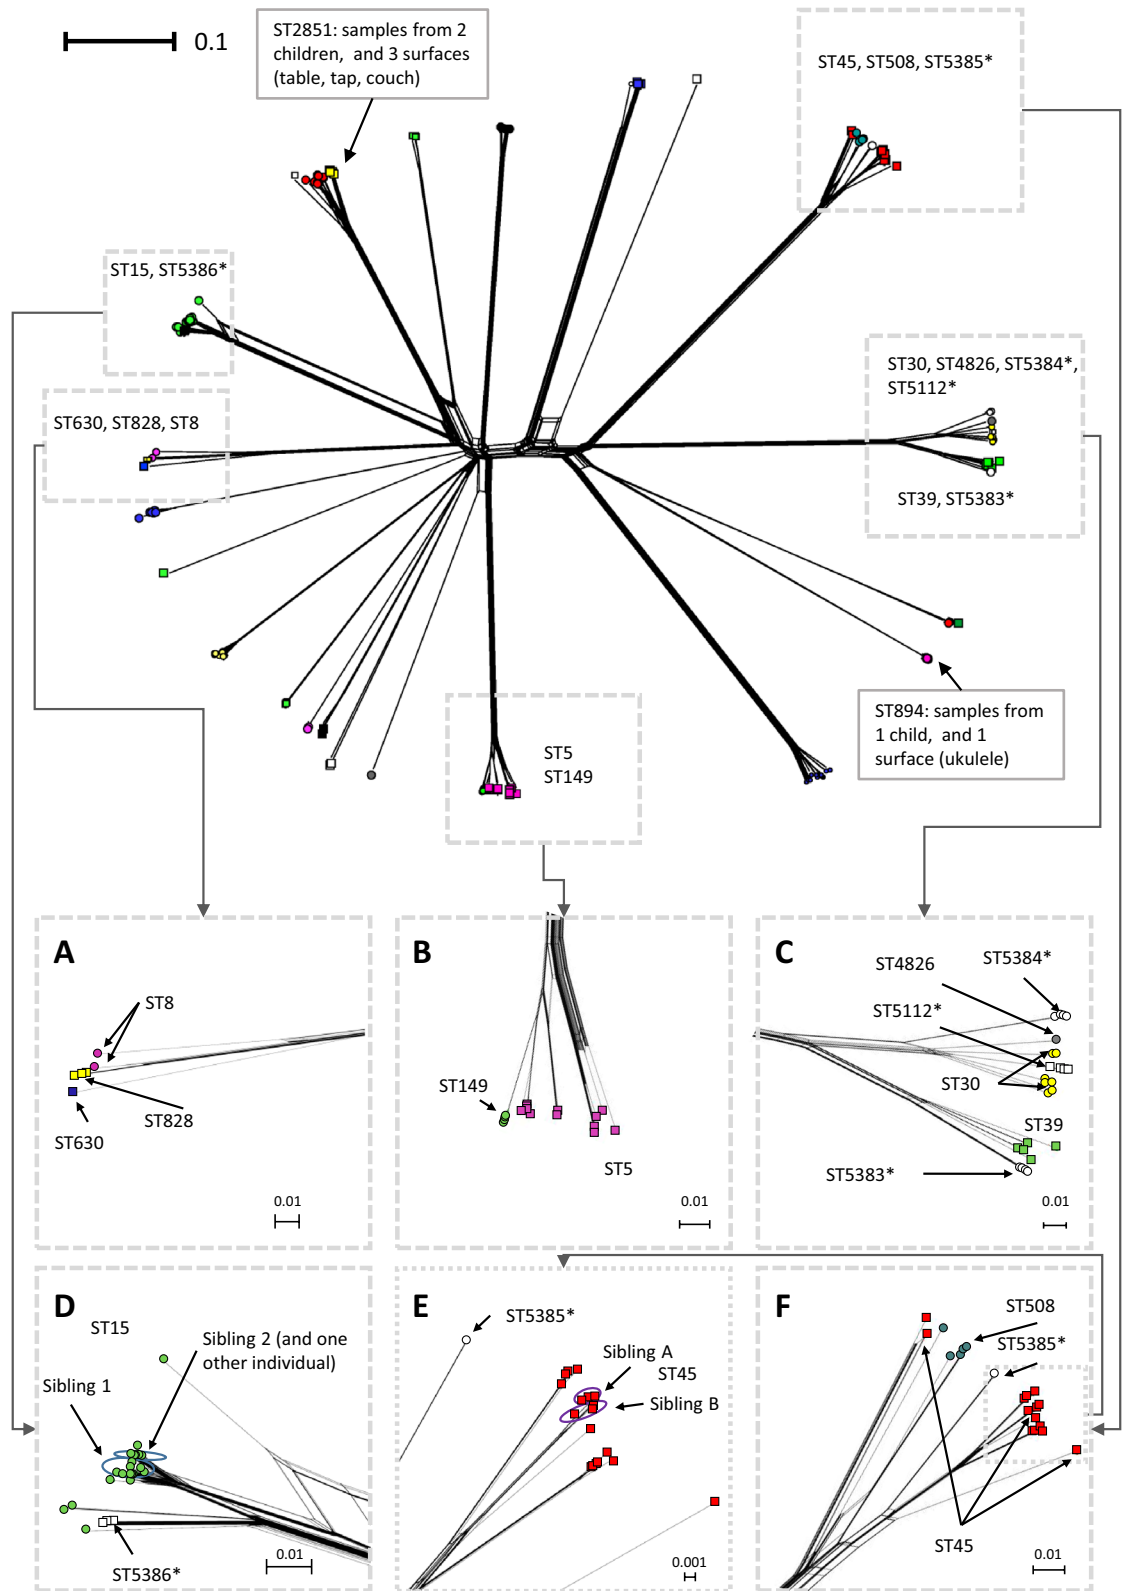 0.1
ST2851: samples from 2
children, and 3 surfaces
(table, tap, couch)
ST45, ST508, ST5385*
ST15, ST5386*
ST30, ST4826, ST5384*,
ST5112*
ST630, ST828, ST8
ST39, ST5383*
ST894: samples from
1 child, and 1
surface (ukulele)
ST5
ST149
A
ST8
ST828
ST630
0.01
B
ST149
ST5
0.01
C
ST4826
ST5384*
ST5112*
ST30
ST39
ST5383*
0.01
D
ST15
Sibling 2 (and one
other individual)
Sibling 1
0.01
ST5386*
E
ST5385*
Sibling A
ST45
Sibling B
0.001
F
ST508
ST5385*
ST45
0.01